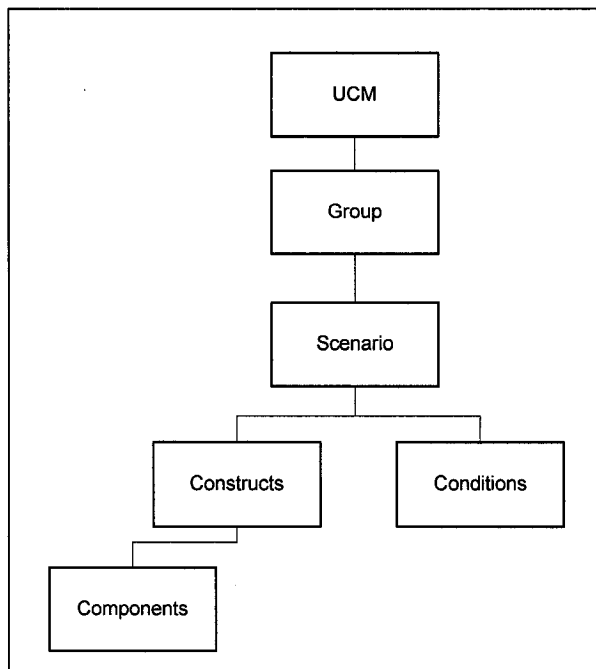 UCM
Group
Scenario
Constructs
Conditions
Components